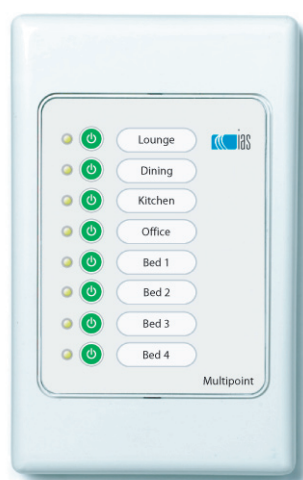 Lounge
ias
Dining
Kitchen
Office
Bed 1
Bed 2
Bed 3
Bed 4
Multipoint